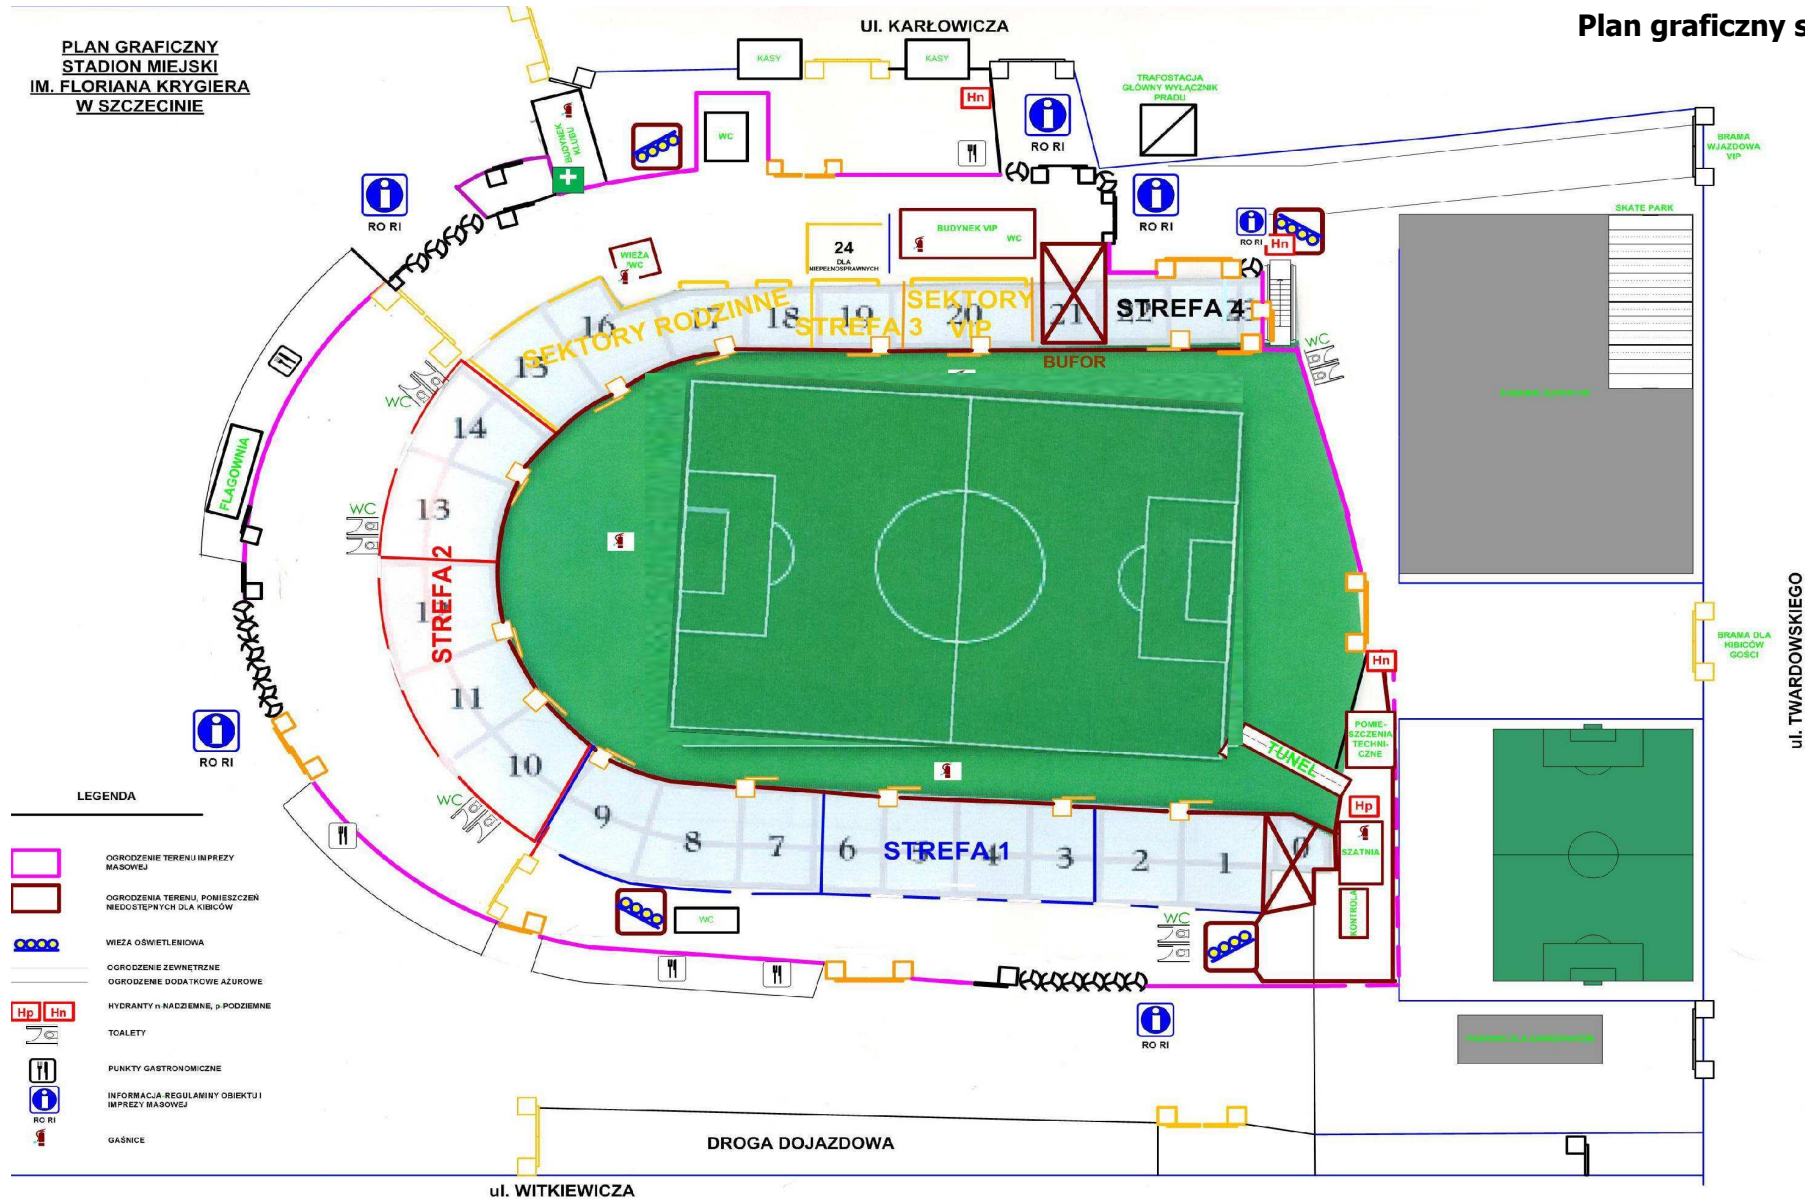 Plan graficzny s
PLAN GRAFICZNY
STADION MIEJSKI
IM. FLORIANA KRYGIERA
W SZCZECINIE
Ul. KARŁOWICZA
KASY
KASY
Hn
RO RI
TRAFOSTACJA
GŁÓWNY WYŁĄCZNIK
PRADU
BRAMA
WJAZDOWA
VIP
BUDYNEK
KLUBU
WC
RO RI
RO RI
RO RI
Hn
SKATE PARK
WIEŻA
WC
24
DLA
NIEPEŁNOSPRAWNYCH
BUDYNEK VIP
WC
SEKTORY RODZINNE
STREFA 3
SEKTORY
VIP
STREFA 4
BUFOR
15
16
17
18
19
20
21
22
WC
WC
FLAGOWNIA
14
WC
13
STREFA 2
11
10
WC
RO RI
Hn
BRAMA DLA
KIBICÓW
GOŚCI
ul. TWARDOWSKIEGO
POMIE-
SZCZENIA
TECHNI-
CZNE
TUNEL
Hp
SZATNIA
KONTROLA
9
8
7
6
5
4
3
2
1
0
STREFA 1
WC
WC
RO RI
LEGENDA
OGRODZENIE TERENU IMPREZY
MASOWEJ
OGRODZENIA TERENU, POMIESZCZEŃ
NIEDOSTĘPNYCH DLA KIBICÓW
WIEŻA OŚWIETLENIOWA
OGRODZENIE ZEWNĘTRZNE
OGRODZENIE DODATKOWE AŻUROWE
Hp Hn
HYDRANTY n-NADZIEMNE, p-PODZIEMNE
TOALETY
PUNKTY GASTRONOMICZNE
INFORMACJA-REGULAMINY OBIEKTU I
IMPREZY MASOWEJ
RO RI
GAŚNICE
DROGA DOJAZDOWA
ul. WITKIEWICZA